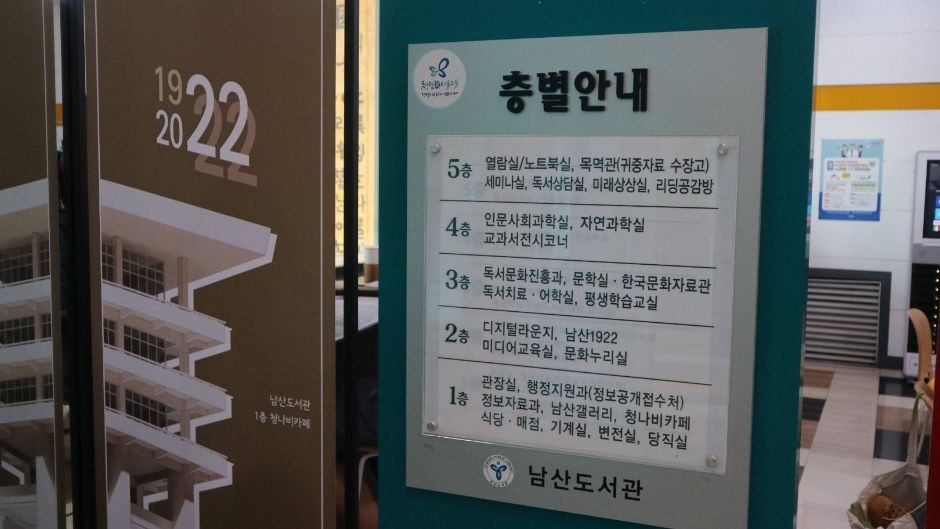 19
20
22
22
남산도서관
1층 청나비카페
층별안내
5층
열람실/노트북실, 목멱관(귀중자료 수장고)
세미나실, 독서상담실, 미래상상실, 리딩공감방
4층
인문사회과학실, 자연과학실
교과서전시코너
3층
독서문화진흥과, 문학실·한국문화자료관
독서치료·어학실, 평생학습교실
2층
디지털라운지, 남산1922
미디어교육실, 문화누리실
1층
관장실, 행정지원과(정보공개접수처)
정보자료과, 남산갤러리, 청나비카페
식당·매점, 기계실, 변전실, 당직실
남산도서관